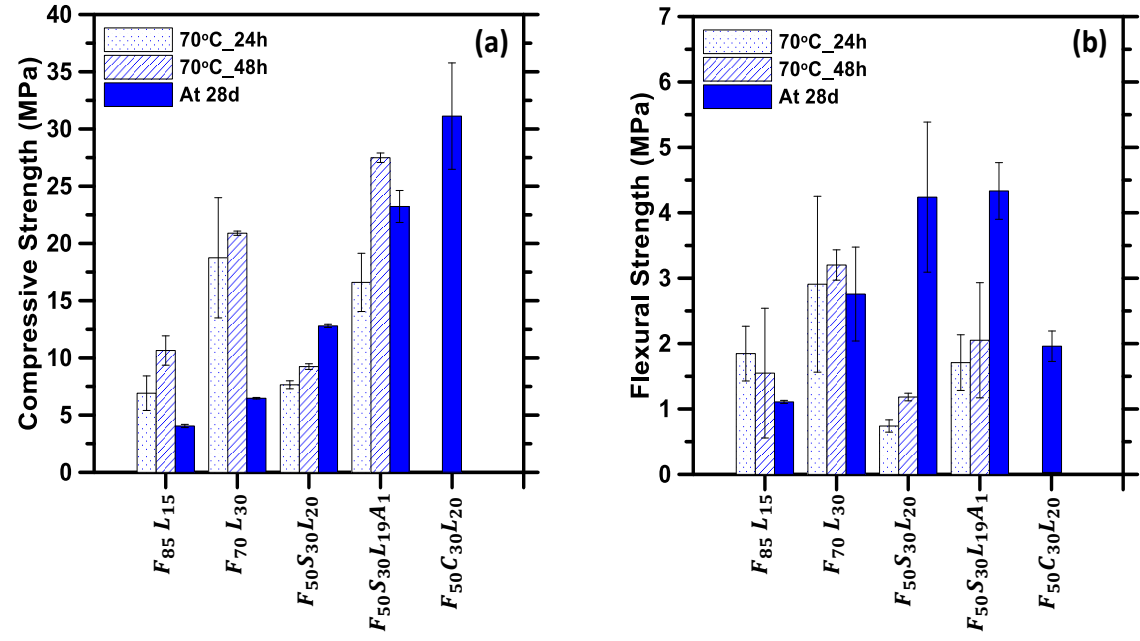 Compressive Strength (MPa)
40
35
30
25
20
15
10
5
0
70°C_24h
70°C_48h
At 28d
(a)
F₈₅ L₁₅
F₇₀ L₃₀
F₅₀S₃₀L₂₀
F₅₀S₃₀L₁₉A₁
F₅₀C₃₀L₂₀
Flexural Strength (MPa)
7
6
5
4
3
2
1
0
70°C_24h
70°C_48h
At 28d
(b)
F₈₅ L₁₅
F₇₀ L₃₀
F₅₀S₃₀L₂₀
F₅₀S₃₀L₁₉A₁
F₅₀C₃₀L₂₀